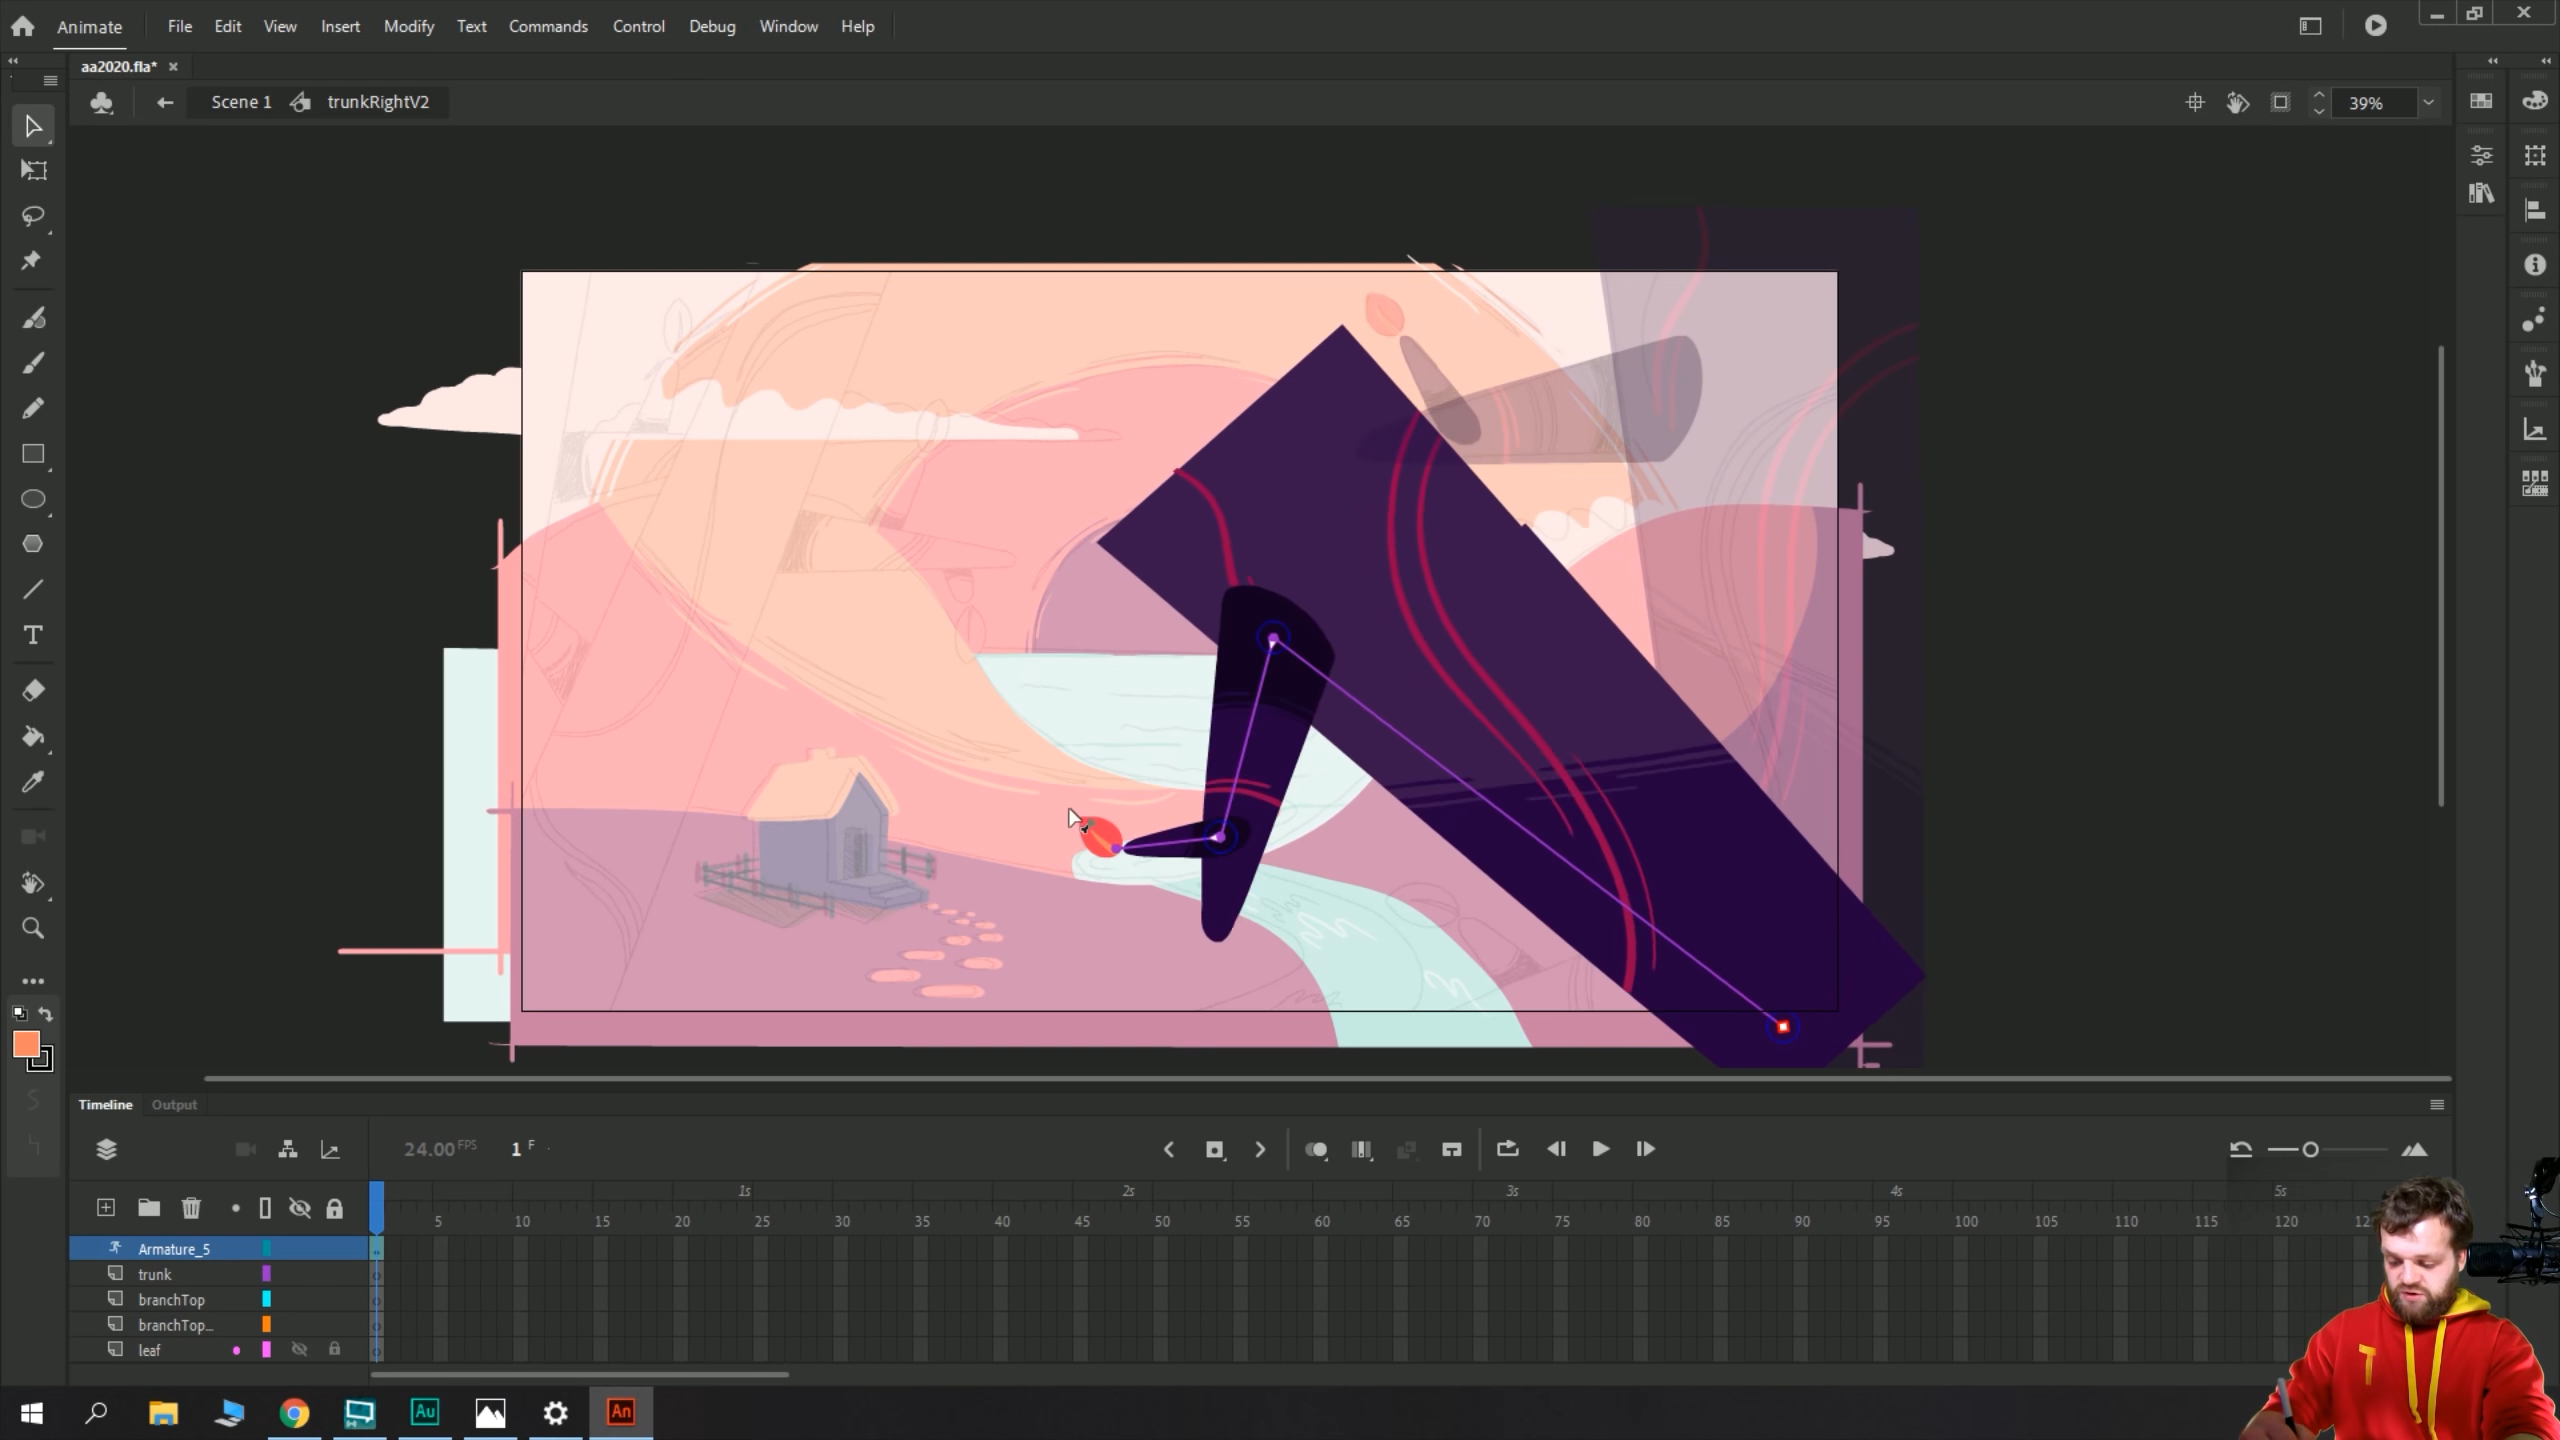 Animate File Edit View Insert Modify Text Commands Control Debug Window Help
aa2020.fla*
Scene 1 trunkRightV2 39%
T
Timeline Output
24.00 FPS 1 F
1s 2s 3s 4s 5s
5 10 15 20 25 30 35 40 45 50 55 60 65 70 75 80 85 90 95 100 105 110 115 120 12
Armature_5
trunk
branchTop
branchTop...
leaf
Au An